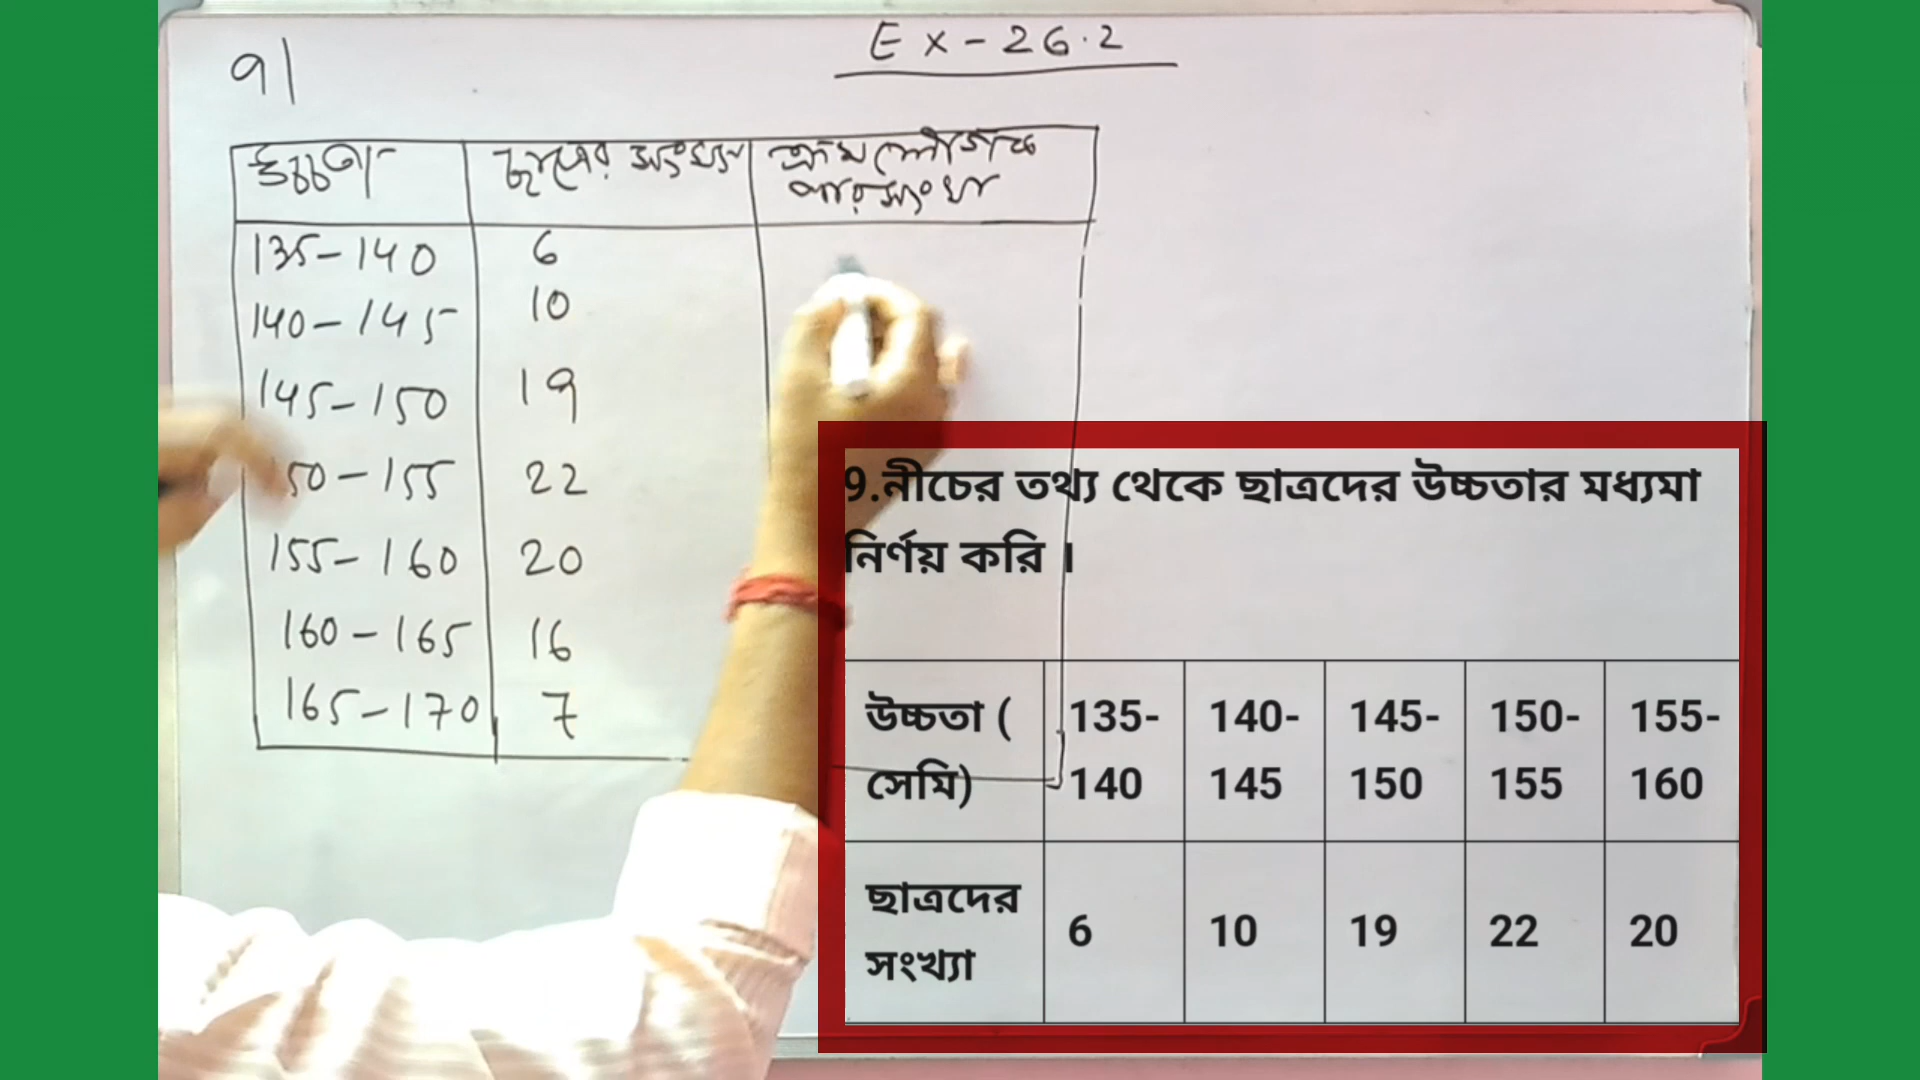 Ex - 26.2
9|
উচ্চতা
ছাত্রের সংখ্যা
ক্রমযৌগিক
পরিসংখ্যা
135-140 6
140-145 10
145-150 19
150-155 22
155-160 20
160-165 16
165-170 7
9.নীচের তথ্য থেকে ছাত্রদের উচ্চতার মধ্যমা
নির্ণয় করি ।
উচ্চতা ( 135- 140- 145- 150- 155-
সেমি) 140 145 150 155 160
ছাত্রদের
সংখ্যা
6 10 19 22 20